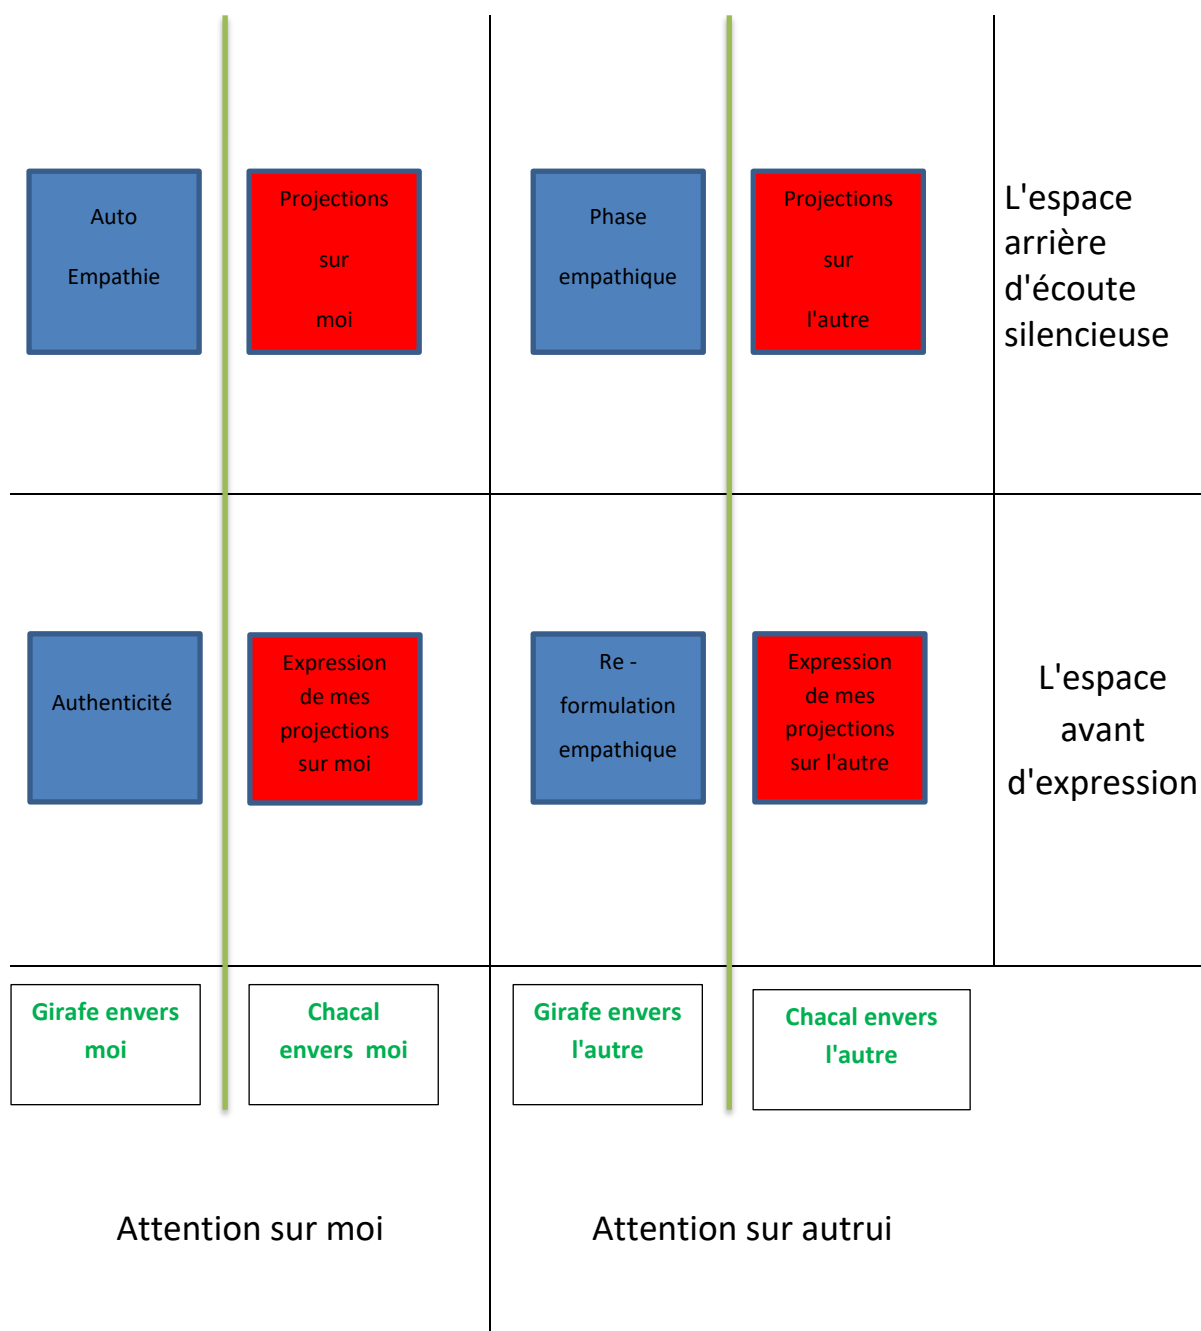 Auto
Empathie
Projections
sur
moi
Phase
empathique
Projections
sur
l'autre
L'espace
arrière
d'écoute
silencieuse
Authenticité
Expression
de mes
projections
sur moi
Re -
formulation
empathique
Expression
de mes
projections
sur l'autre
L'espace
avant
d'expression
Girafe envers
moi
Chacal
envers  moi
Girafe envers
l'autre
Chacal envers
l'autre
Attention sur moi
Attention sur autrui